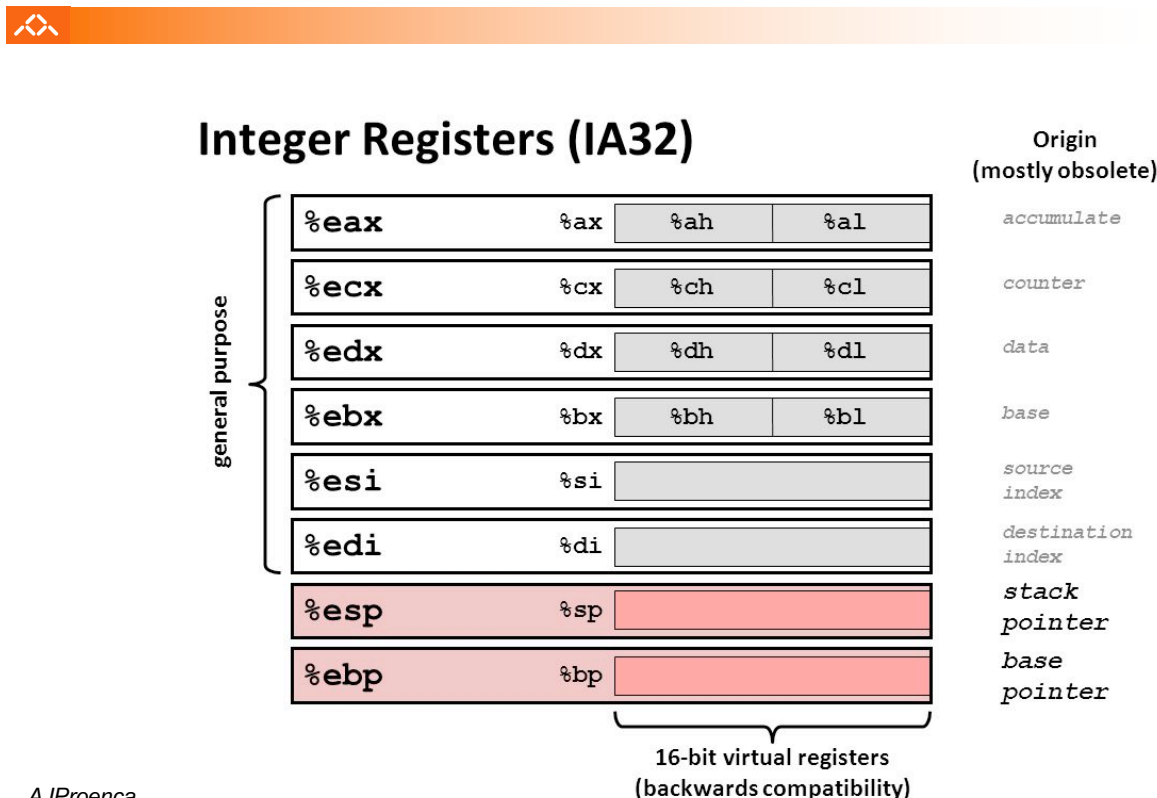 Integer Registers (IA32)
Origin
(mostly obsolete)
general purpose
%eax %ax %ah %al accumulate
%ecx %cx %ch %cl counter
%edx %dx %dh %dl data
%ebx %bx %bh %bl base
%esi %si source
index
%edi %di destination
index
%esp %sp stack
pointer
%ebp %bp base
pointer
16-bit virtual registers
(backwards compatibility)
AJProença